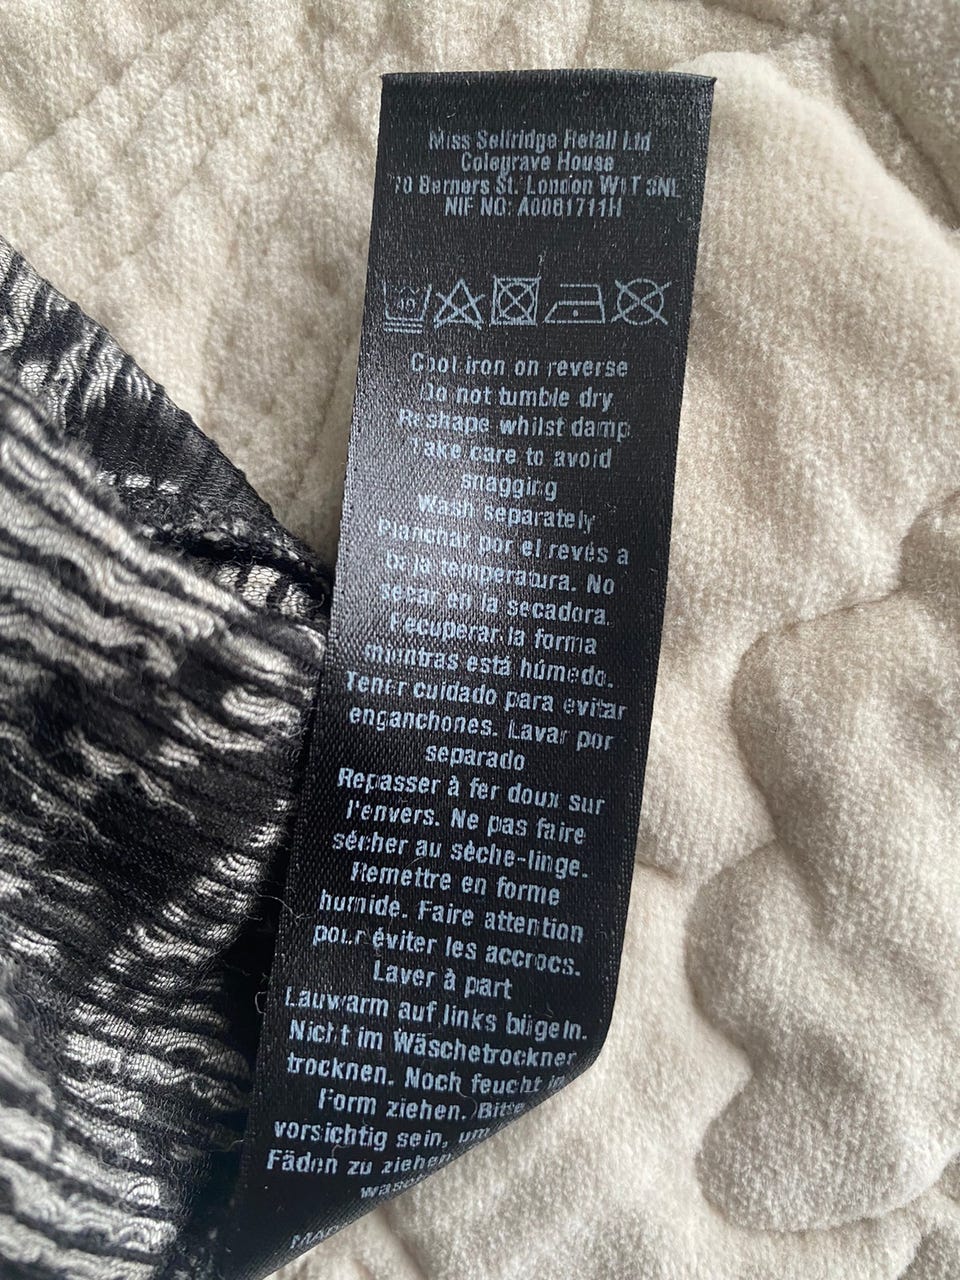 Miss Selfridge Retail Ltd
Colegrave House
70 Berners St. London W1T 3NL
NIF NO: A0081711H
40
Cool iron on reverse
Do not tumble dry
Reshape whilst damp
Take care to avoid
snagging
Wash separately
Planchar por el revés a
baja temperatura. No
secar en la secadora.
Recuperar la forma
mientras está húmedo.
Tener cuidado para evitar
enganchones. Lavar por
separado
Repasser à fer doux sur
l'envers. Ne pas faire
sécher au sèche-linge.
Remettre en forme
humide. Faire attention
pour éviter les accrocs.
Laver à part
Lauwarm auf links bügeln.
Nicht im Wäschetrockner
trocknen. Noch feucht in
Form ziehen. Bitte
vorsichtig sein, um
Fäden zu ziehen